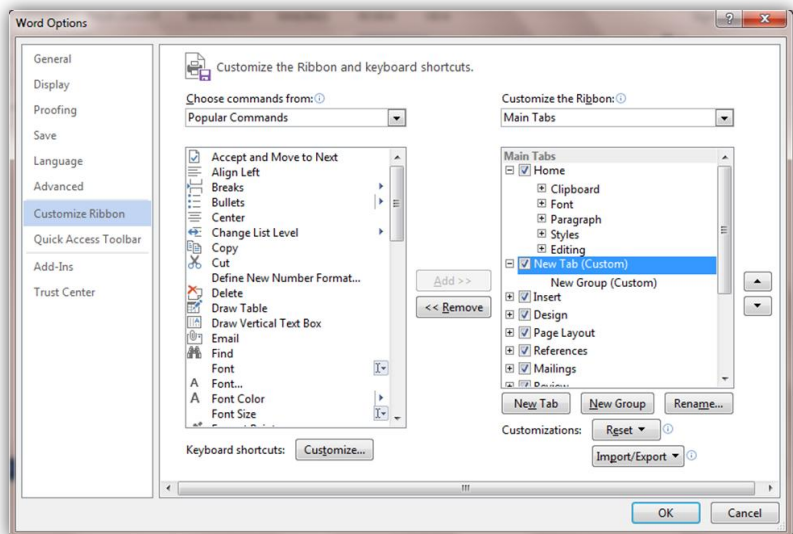 Word Options
General
Display
Proofing
Save
Language
Advanced
Customize Ribbon
Quick Access Toolbar
Add-Ins
Trust Center
Customize the Ribbon and keyboard shortcuts.
Choose commands from:
Popular Commands
Accept and Move to Next
Align Left
Breaks
Bullets
Center
Change List Level
Copy
Cut
Define New Number Format...
Delete
Draw Table
Draw Vertical Text Box
Email
Find
Font
Font...
Font Color
Font Size
Keyboard shortcuts: Customize...
Add >>
<< Remove
Customize the Ribbon:
Main Tabs
Main Tabs
Home
Clipboard
Font
Paragraph
Styles
Editing
New Tab (Custom)
New Group (Custom)
Insert
Design
Page Layout
References
Mailings
Review
New Tab New Group Rename...
Customizations: Reset
Import/Export
OK Cancel